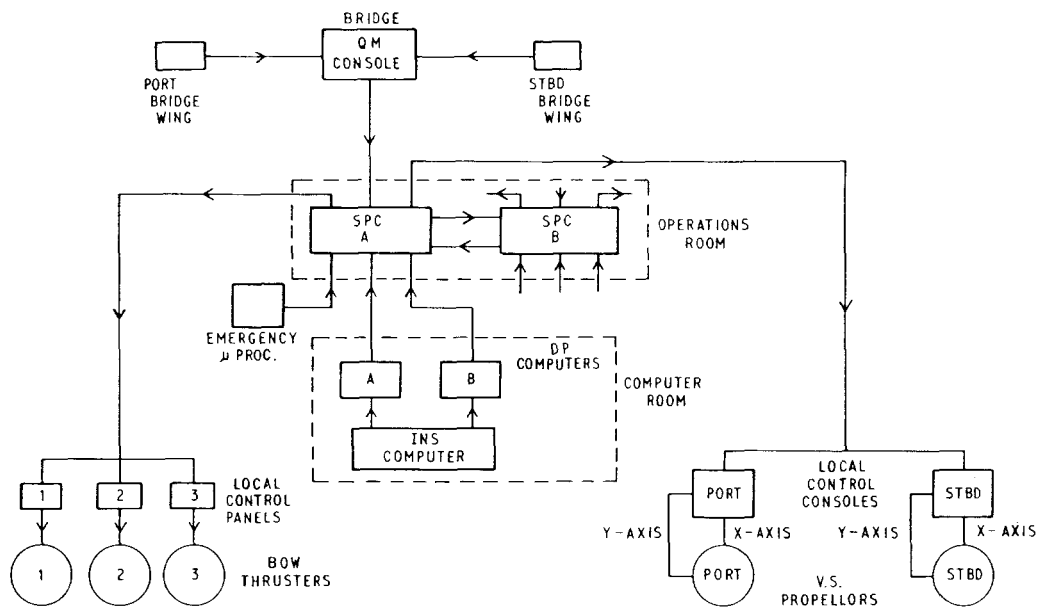 BRIDGE
QM
CONSOLE
PORT
BRIDGE
WING
STBD
BRIDGE
WING
SPC
A
SPC
B
OPERATIONS
ROOM
EMERGENCY
μ PROC.
DP
COMPUTERS
A
B
COMPUTER
ROOM
INS
COMPUTER
1
2
3
LOCAL
CONTROL
PANELS
1
2
3
BOW
THRUSTERS
LOCAL
CONTROL
CONSOLES
PORT
STBD
Y-AXIS
X-AXIS
Y-AXIS
X-AXIS
PORT
STBD
V.S.
PROPELLORS